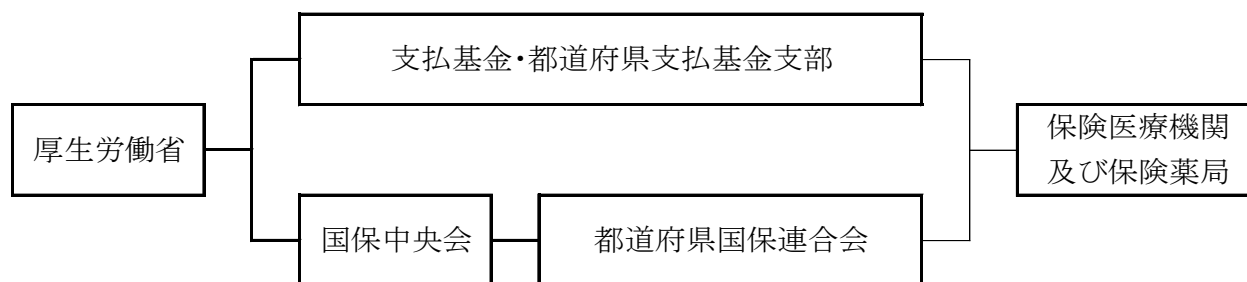 支払基金・都道府県支払基金支部
厚生労働省
保険医療機関
及び保険薬局
国保中央会
都道府県国保連合会